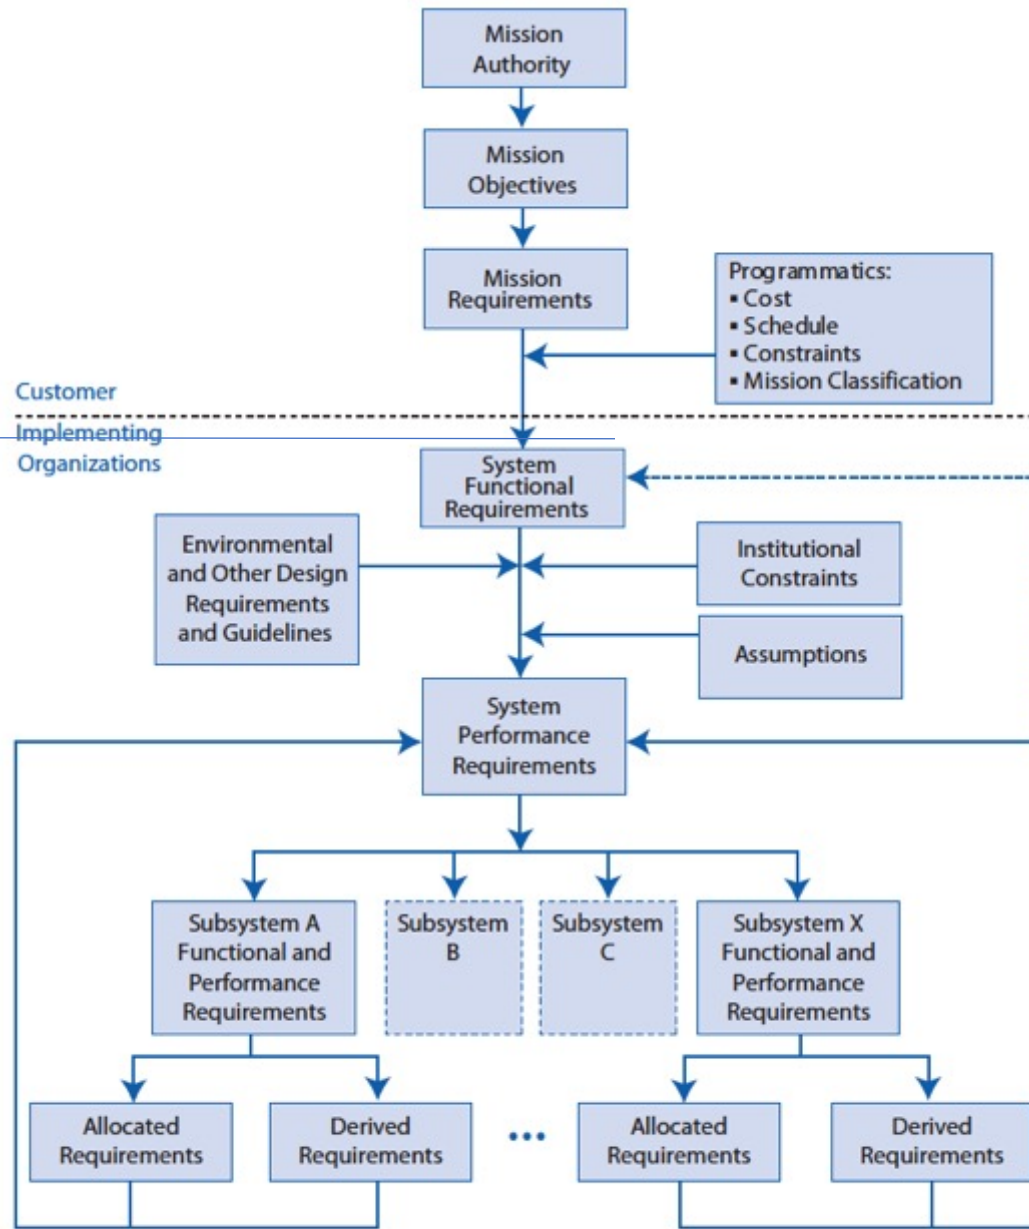 Mission
Authority
Mission
Objectives
Mission
Requirements
Programmatics:
▪ Cost
▪ Schedule
▪ Constraints
▪ Mission Classification
Customer
Implementing
Organizations
System
Functional
Requirements
Environmental
and Other Design
Requirements
and Guidelines
Institutional
Constraints
Assumptions
System
Performance
Requirements
Subsystem A
Functional and
Performance
Requirements
Subsystem
B
Subsystem
C
Subsystem X
Functional and
Performance
Requirements
Allocated
Requirements
Derived
Requirements
•••
Allocated
Requirements
Derived
Requirements